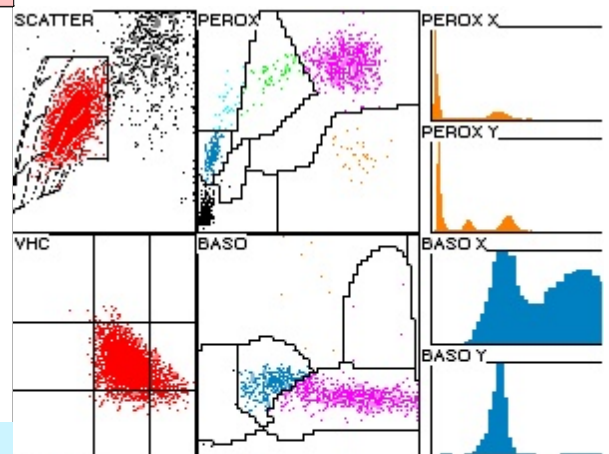 SCATTER
PEROX
PEROX X
PEROX Y
VHC
BASO
BASO X
BASO Y